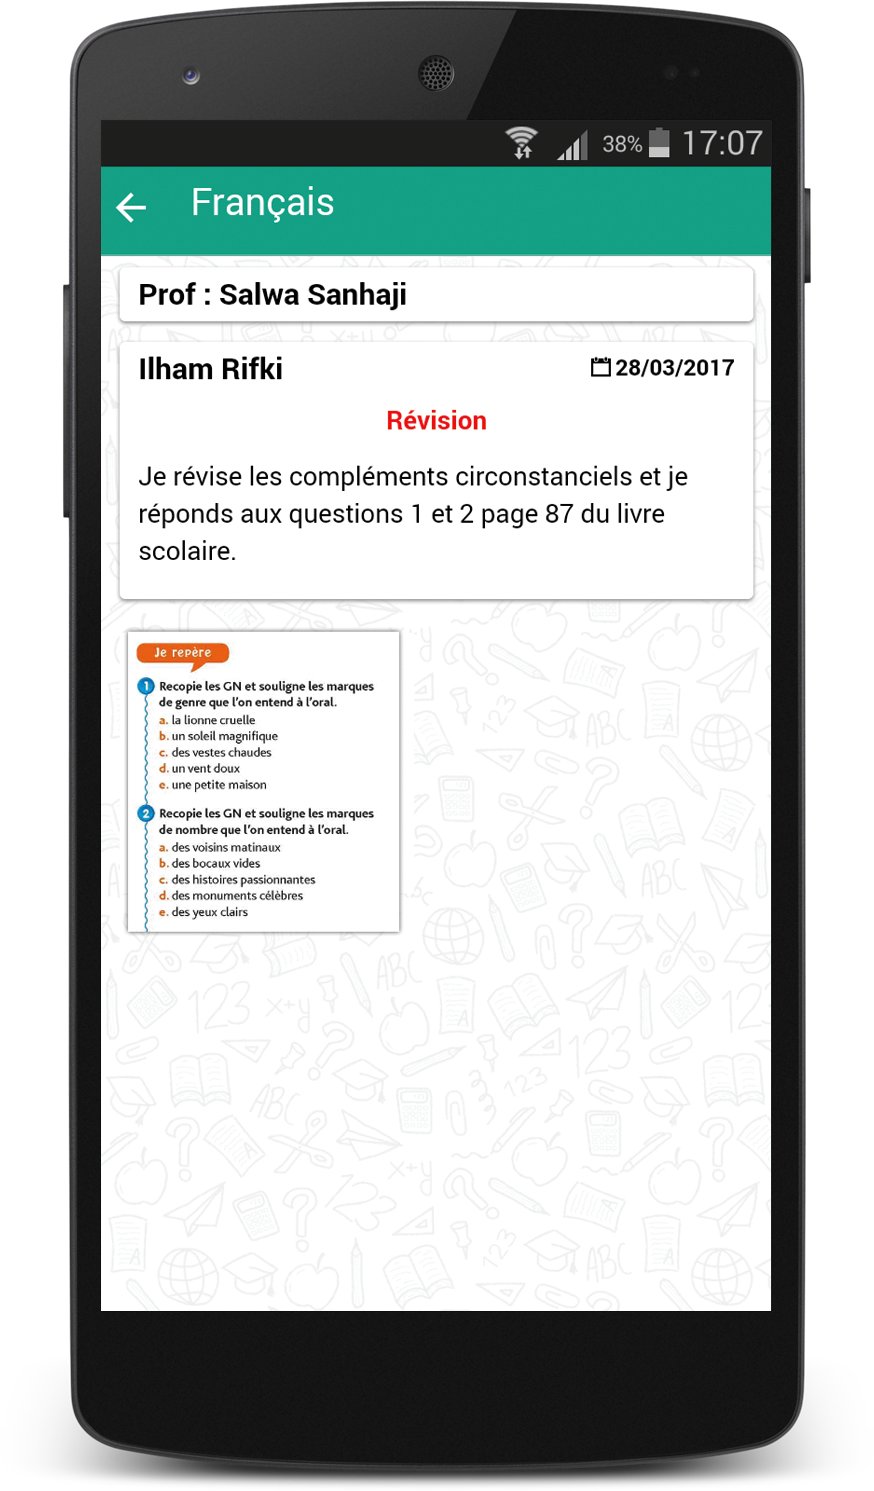 38% 17:07
Français
Prof : Salwa Sanhaji
Ilham Rifki 28/03/2017
Révision
Je révise les compléments circonstanciels et je
réponds aux questions 1 et 2 page 87 du livre
scolaire.
Je repère
1 Recopie les GN et souligne les marques
de genre que l'on entend à l'oral.
a. la lionne cruelle
b. un soleil magnifique
c. des vestes chaudes
d. un vent doux
e. une petite maison
2 Recopie les GN et souligne les marques
de nombre que l'on entend à l'oral.
a. des voisins matinaux
b. des bocaux vides
c. des histoires passionnantes
d. des monuments célèbres
e. des yeux clairs